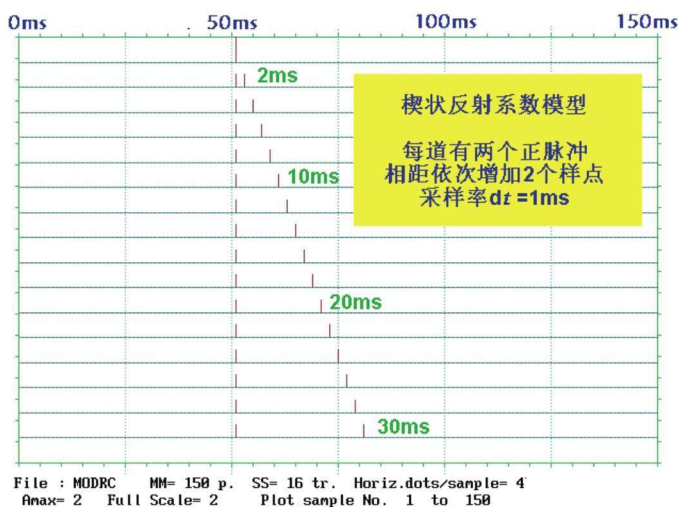 0ms 50ms 100ms 150ms
2ms
楔状反射系数模型
每道有两个正脉冲
相距依次增加2个样点
采样率dt =1ms
10ms
20ms
30ms
File : MODRC MM= 150 p. SS= 16 tr. Horiz.dots/sample= 4
Amax= 2 Full Scale= 2 Plot sample No. 1 to 150